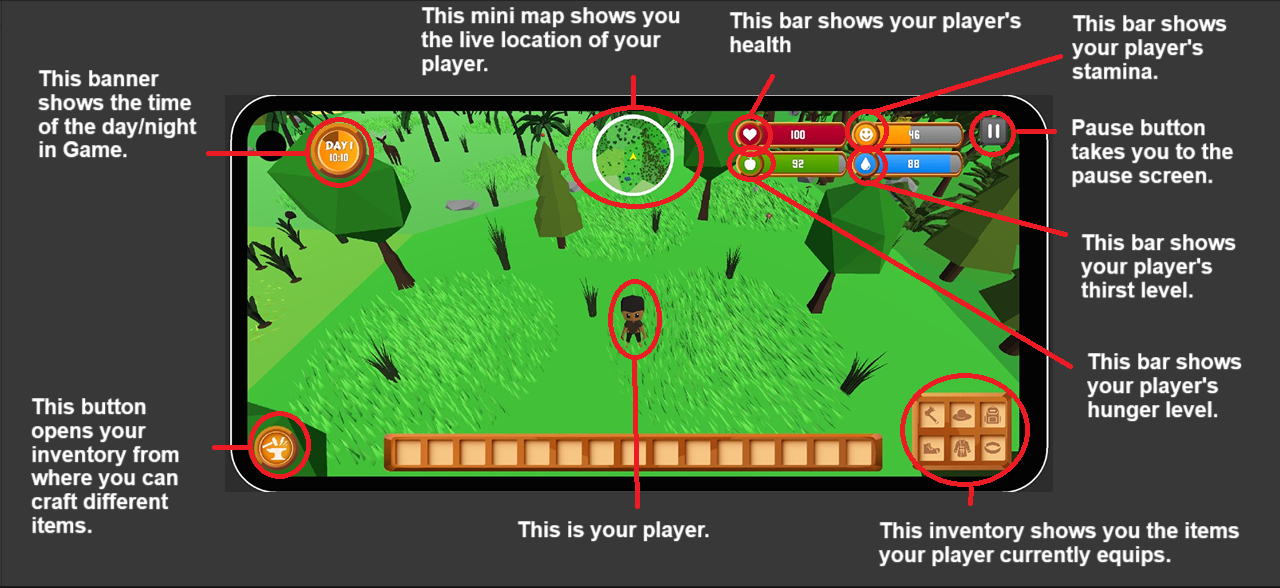 This mini map shows you
the live location of your
player.
This bar shows your player's
health
This bar shows
your player's
stamina.
This banner
shows the time
of the day/night
in Game.
DAY 1
10:10
100
46
92
88
Pause button
takes you to the
pause screen.
This bar shows
your player's
thirst level.
This bar shows
your player's
hunger level.
This button
opens your
inventory from
where you can
craft different
items.
This is your player.
This inventory shows you the items
your player currently equips.